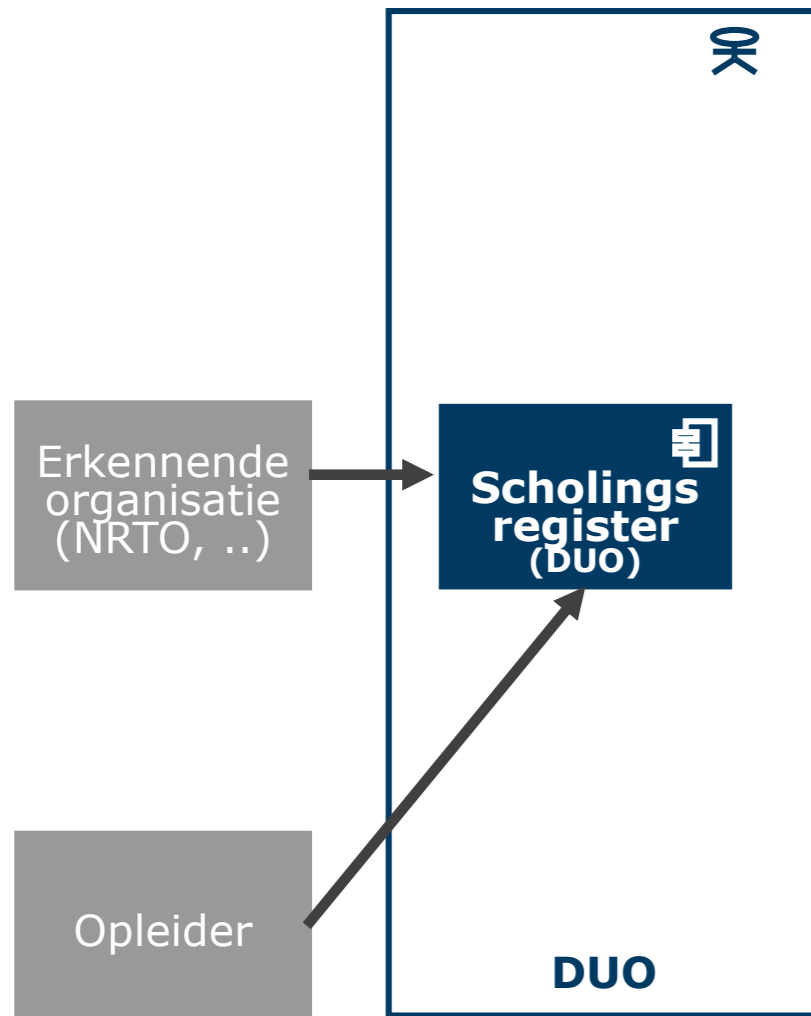 Erkennende
organisatie
(NRTO, ..)
Scholings
register
(DUO)
Opleider
DUO